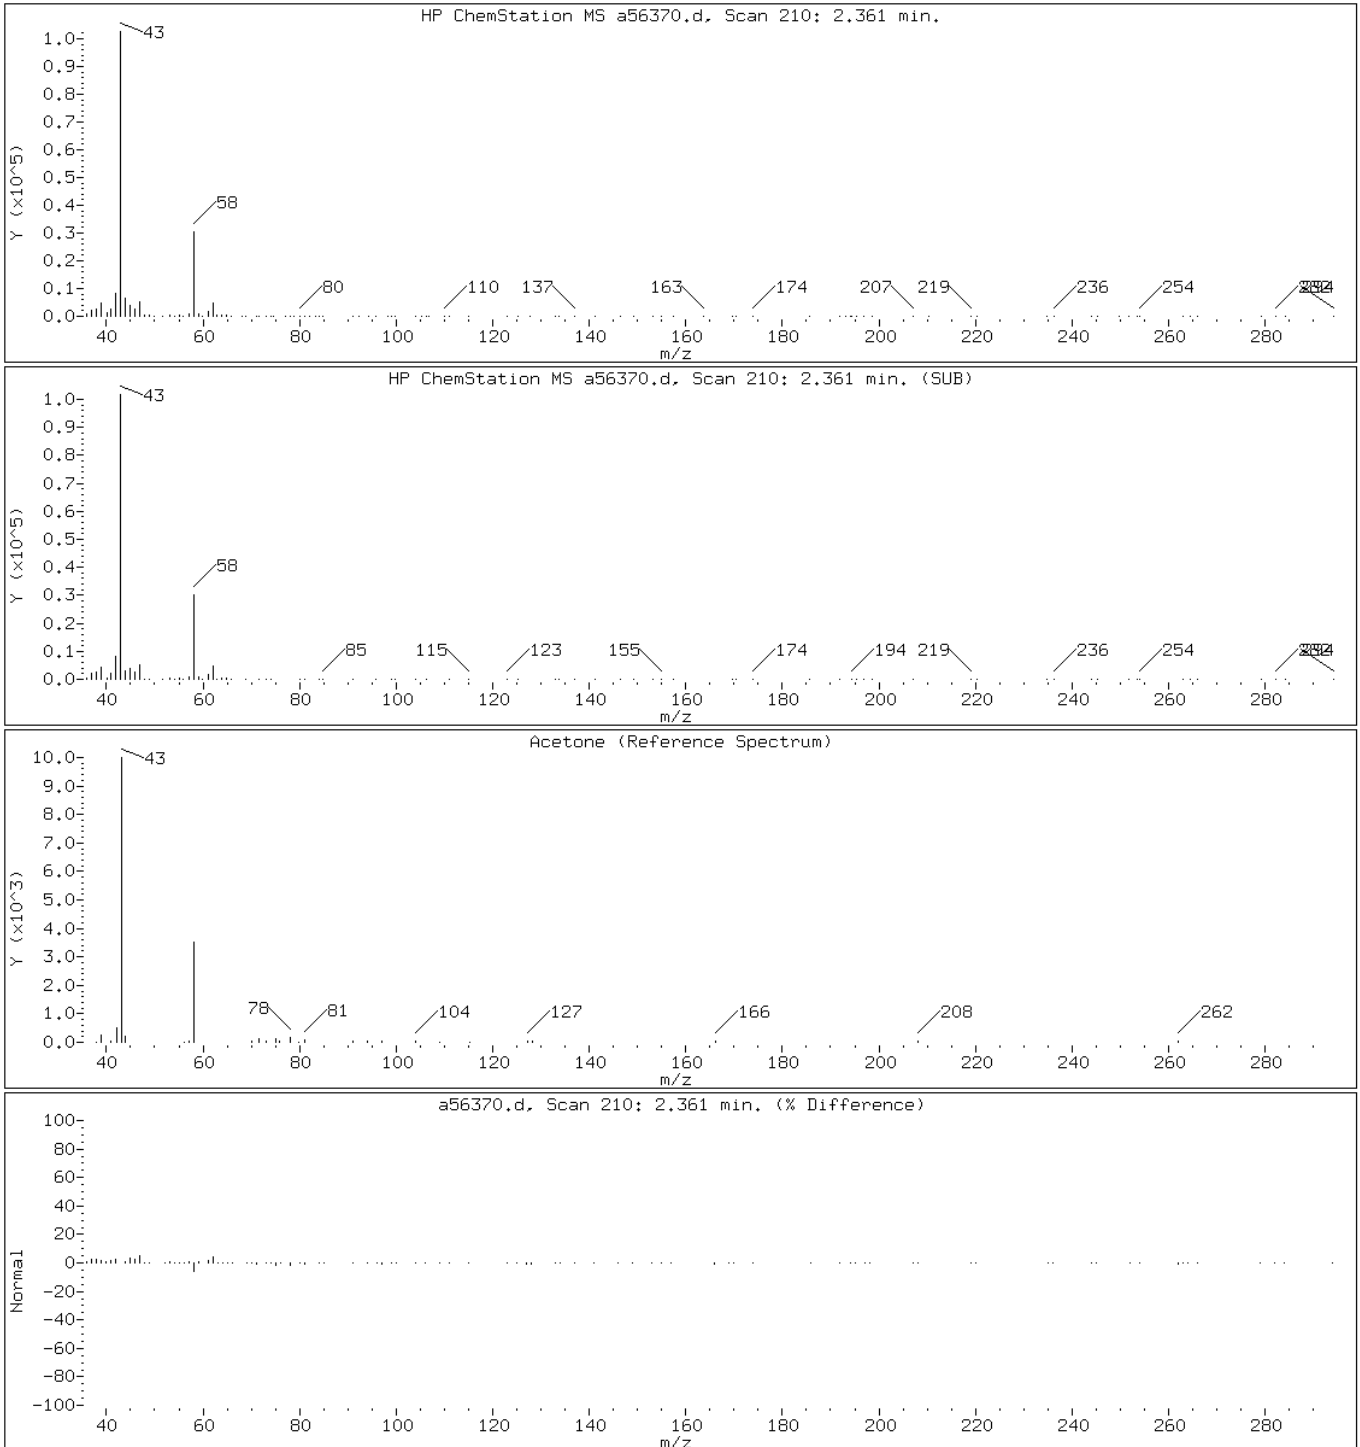 HP ChemStation MS a56370.d, Scan 210: 2.361 min.
43
1.0
0.9
0.8
0.7
0.6
0.5
0.4
0.3
0.2
0.1
0.0
Y (x10^5)
58
80 110 137 163 174 207 219 236 254
40 60 80 100 120 140 160 180 200 220 240 260 280
m/z
HP ChemStation MS a56370.d, Scan 210: 2.361 min. (SUB)
43
1.0
0.9
0.8
0.7
0.6
0.5
0.4
0.3
0.2
0.1
0.0
Y (x10^5)
58
85 115 123 155 174 194 219 236 254
40 60 80 100 120 140 160 180 200 220 240 260 280
m/z
Acetone (Reference Spectrum)
43
10.0
9.0
8.0
7.0
6.0
5.0
4.0
3.0
2.0
1.0
0.0
Y (x10^3)
78 81 104 127 166 208 262
40 60 80 100 120 140 160 180 200 220 240 260 280
m/z
a56370.d, Scan 210: 2.361 min. (% Difference)
100
80
60
40
20
0
-20
-40
-60
-80
-100
Normal
40 60 80 100 120 140 160 180 200 220 240 260 280
m/z